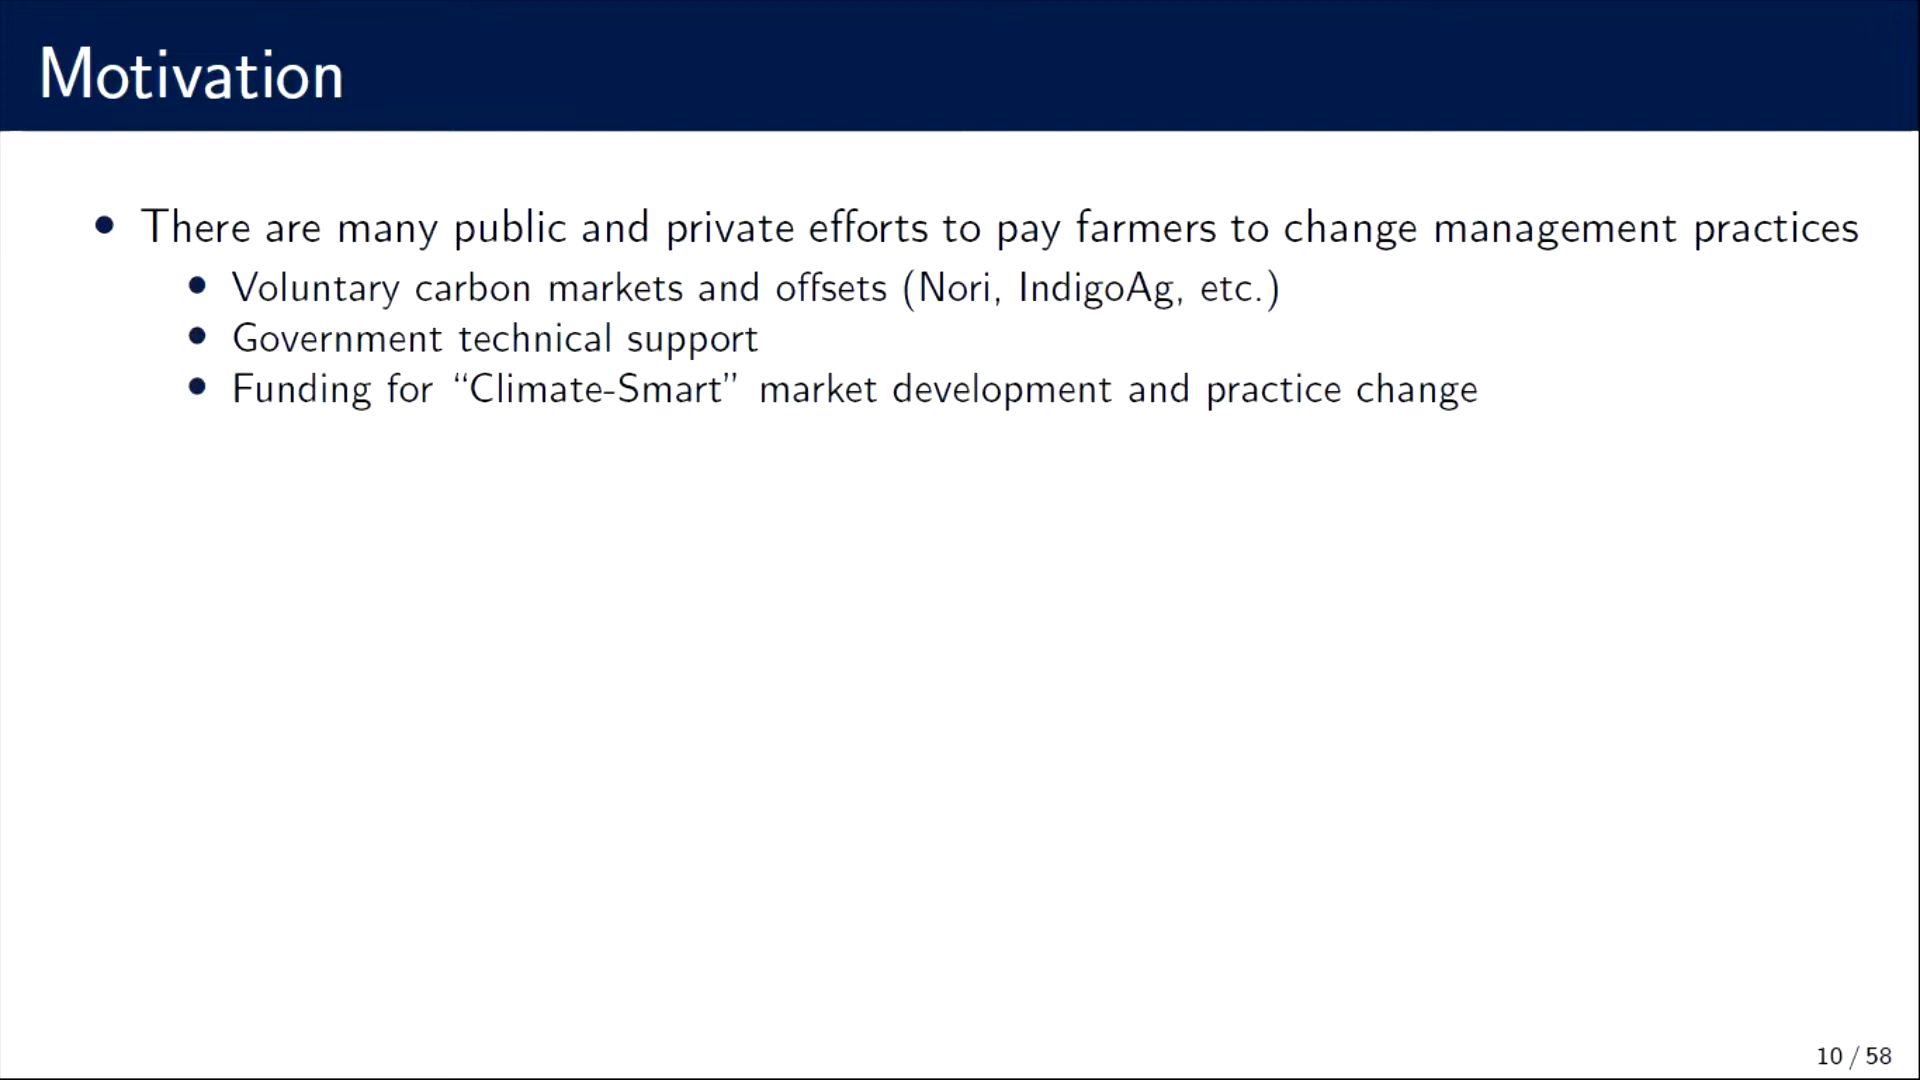 Motivation
• There are many public and private efforts to pay farmers to change management practices
• Voluntary carbon markets and offsets (Nori, IndigoAg, etc.)
• Government technical support
• Funding for “Climate-Smart” market development and practice change
10 / 58